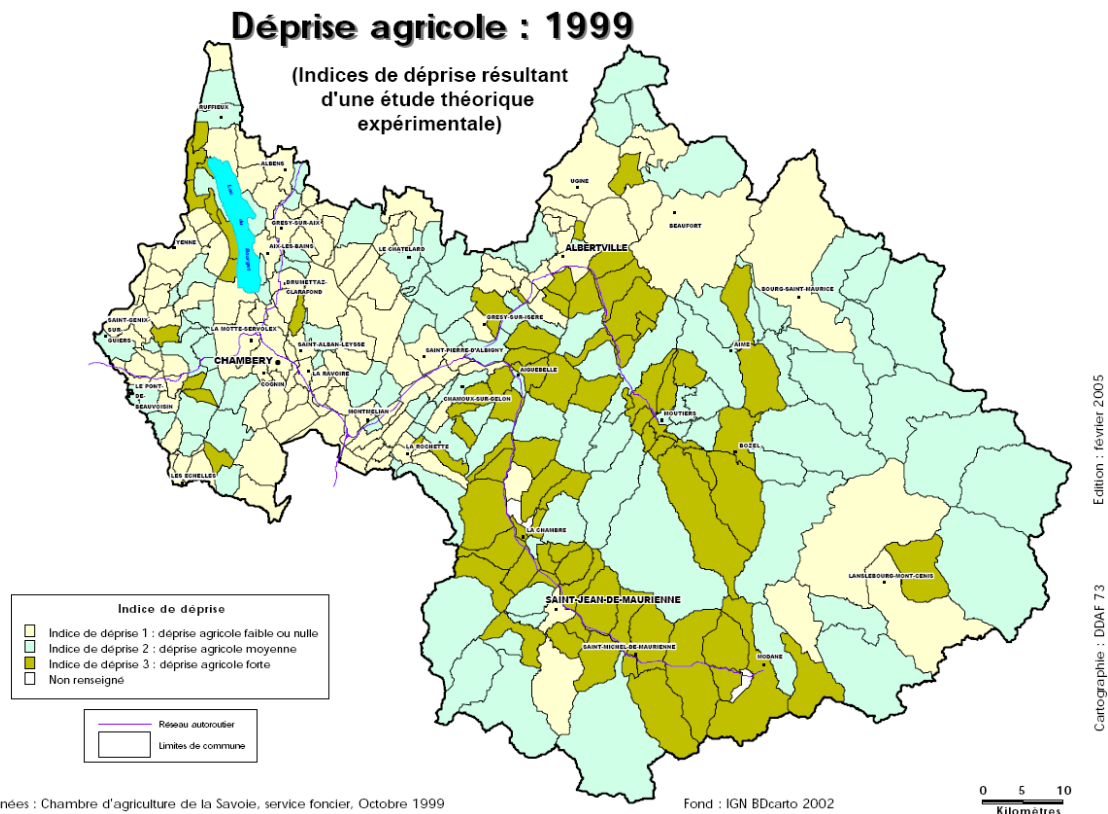 Déprise agricole : 1999
(Indices de déprise résultant
d'une étude théorique
expérimentale)
RUFFIEUX
ALBENS
UGINE
BEAUFORT
GRESY-SUR-AIX
YENNE
LE CHATELARD
ALBERTVILLE
AIX-LES-BAINS
Lac
du
Bourget
DRUMETTAZ-
CLARAFOND
BOURG-SAINT-MAURICE
SAINT-GENIX-
SUR-
GUIERS
LA MOTTE-SERVOLEX
GRESY-SUR-ISERE
SAINT-ALBAN-LEYSSE
SAINT-PIERRE-D'ALBIGNY
AIME
CHAMBERY
LA RAVOIRE
AIGUEBELLE
COGNIN
LE PONT-
DE-
BEAUVOISIN
CHAMOUX-SUR-GELON
MONTMELIAN
MOUTIERS
LA ROCHETTE
BOZEL
LES ECHELLES
LA CHAMBRE
LANSLEBOURG-MONT-CENIS
SAINT-JEAN-DE-MAURIENNE
SAINT-MICHEL-DE-MAURIENNE
MODANE
Indice de déprise
Indice de déprise 1 : déprise agricole faible ou nulle
Indice de déprise 2 : déprise agricole moyenne
Indice de déprise 3 : déprise agricole forte
Non renseigné
Réseau autoroutier
Limites de commune
Edition : février 2005
Cartographie : DDAF 73
nées : Chambre d'agriculture de la Savoie, service foncier, Octobre 1999
Fond : IGN BDcarto 2002
0 5 10
Kilomètres